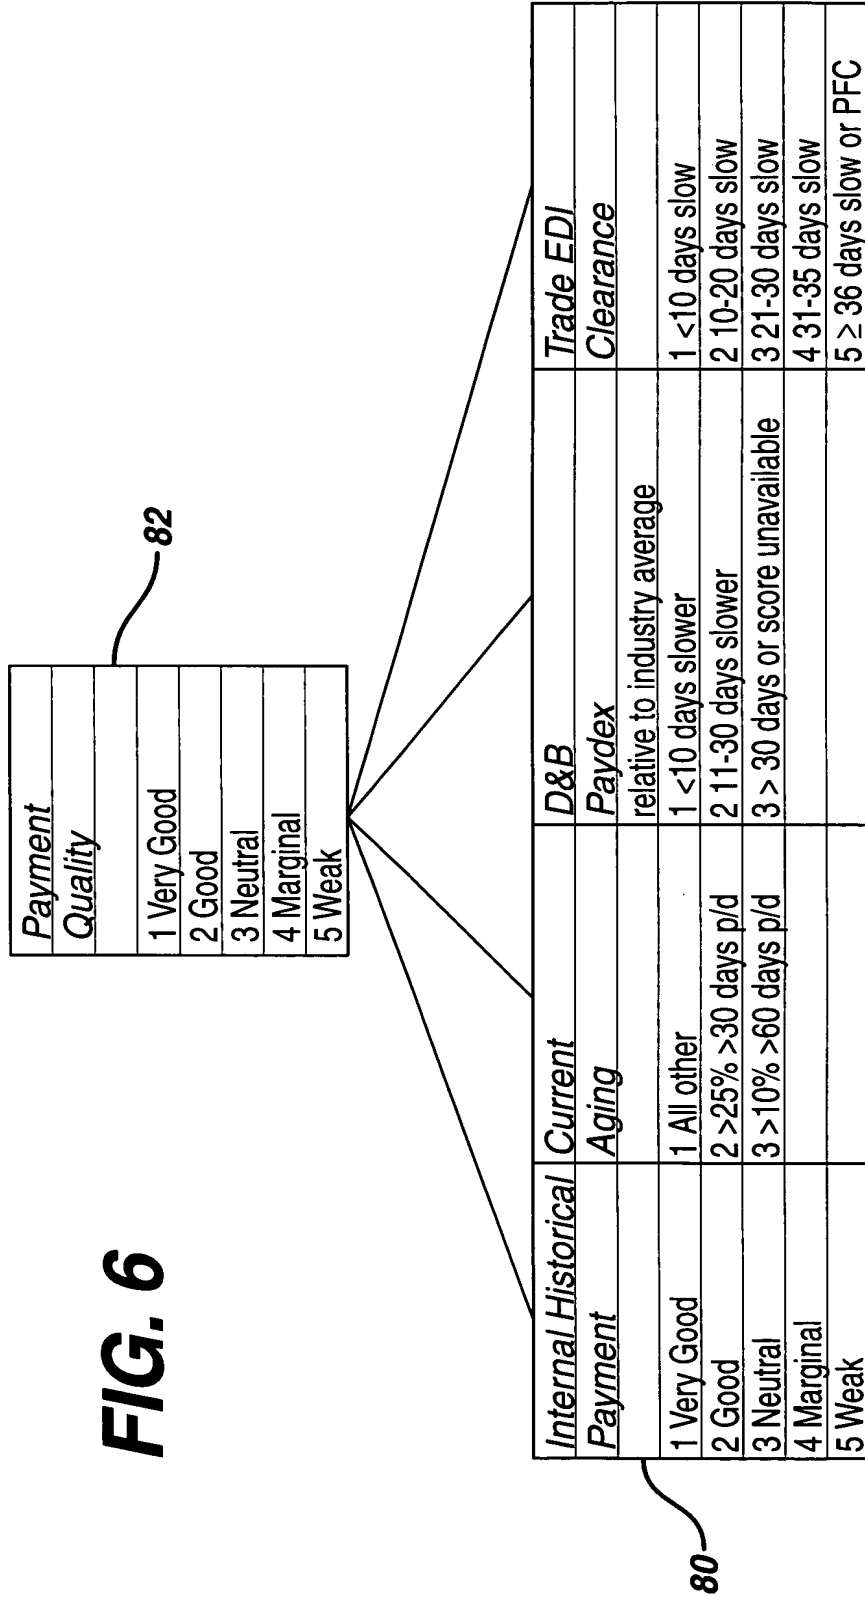 FIG. 6
Payment
Quality
1 Very Good
2 Good
3 Neutral
4 Marginal
5 Weak
82
Internal Historical
Payment
1 Very Good
2 Good
3 Neutral
4 Marginal
5 Weak
Current
Aging
1 All other
2 >25% >30 days p/d
3 >10% >60 days p/d
D&B
Paydex
relative to industry average
1 <10 days slower
2 11-30 days slower
3 > 30 days or score unavailable
Trade EDI
Clearance
1 <10 days slow
2 10-20 days slow
3 21-30 days slow
4 31-35 days slow
5 ≥ 36 days slow or PFC
80